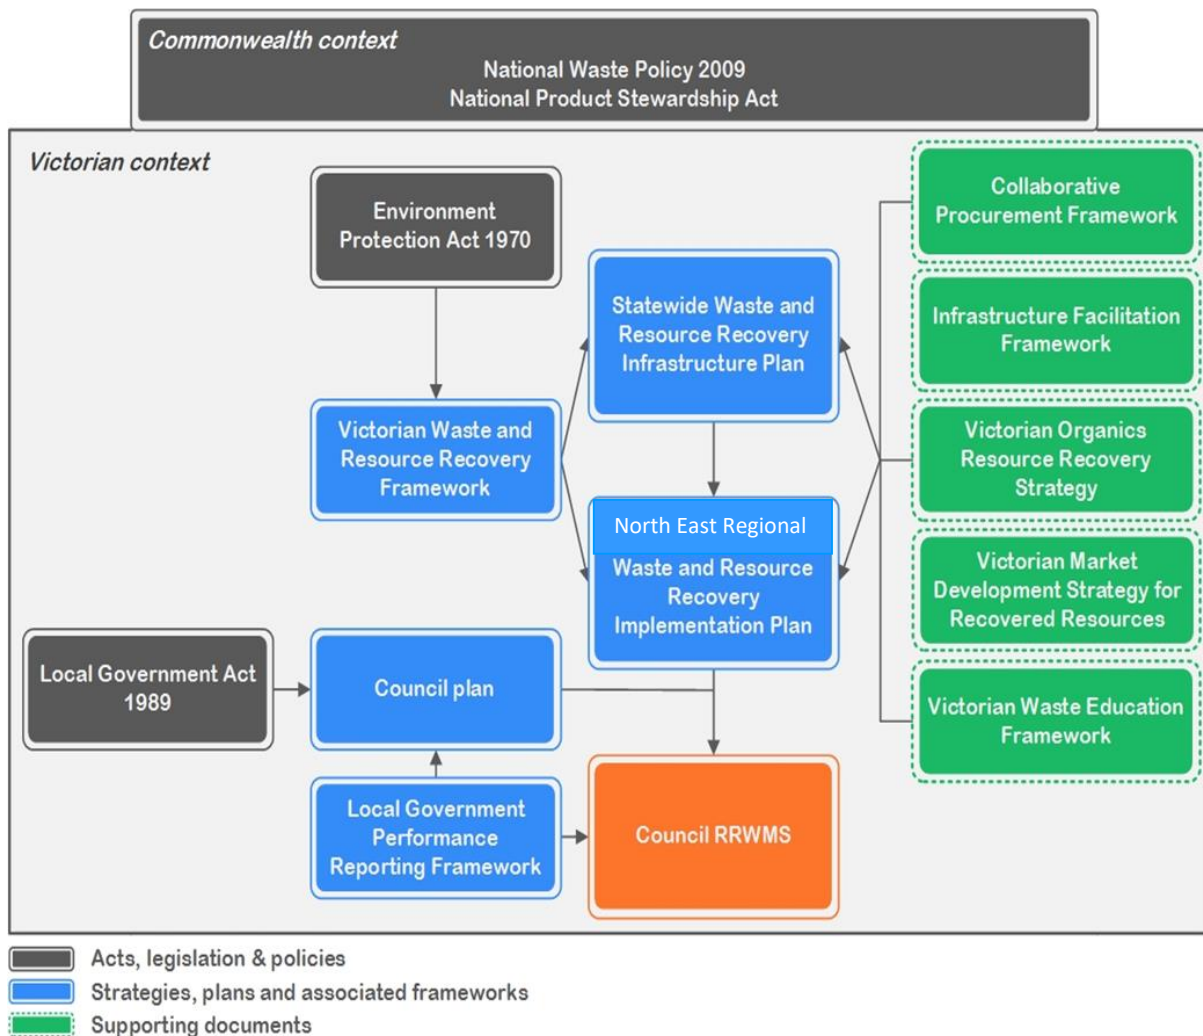 Commonwealth context
National Waste Policy 2009
National Product Stewardship Act
Victorian context
Environment
Protection Act 1970
Victorian Waste and
Resource Recovery
Framework
Statewide Waste and
Resource Recovery
Infrastructure Plan
North East Regional
Waste and Resource
Recovery
Implementation Plan
Collaborative
Procurement Framework
Infrastructure Facilitation
Framework
Victorian Organics
Resource Recovery
Strategy
Victorian Market
Development Strategy for
Recovered Resources
Victorian Waste Education
Framework
Local Government Act
1989
Council plan
Local Government
Performance
Reporting Framework
Council RRWMS
Acts, legislation & policies
Strategies, plans and associated frameworks
Supporting documents